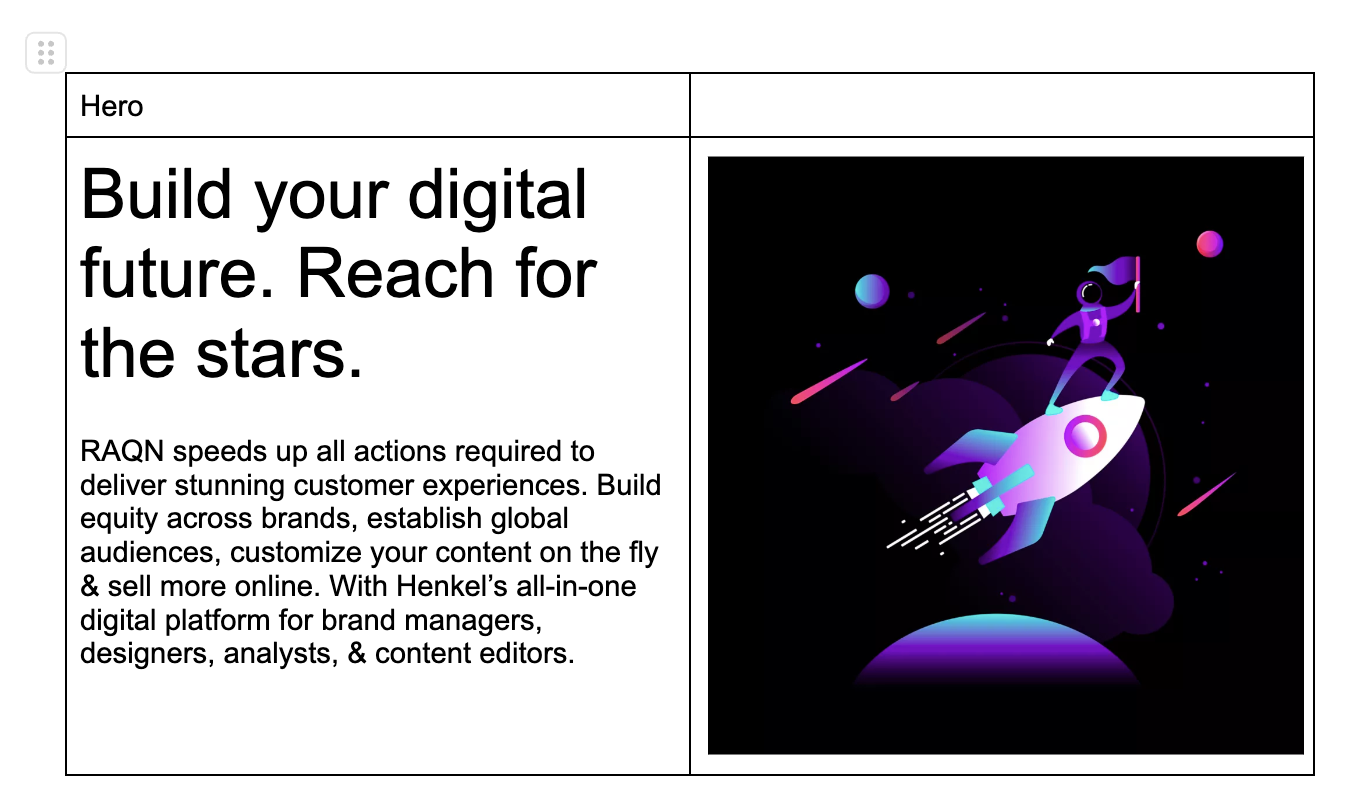 Hero
Build your digital
future. Reach for
the stars.
RAQN speeds up all actions required to
deliver stunning customer experiences. Build
equity across brands, establish global
audiences, customize your content on the fly
& sell more online. With Henkel’s all-in-one
digital platform for brand managers,
designers, analysts, & content editors.